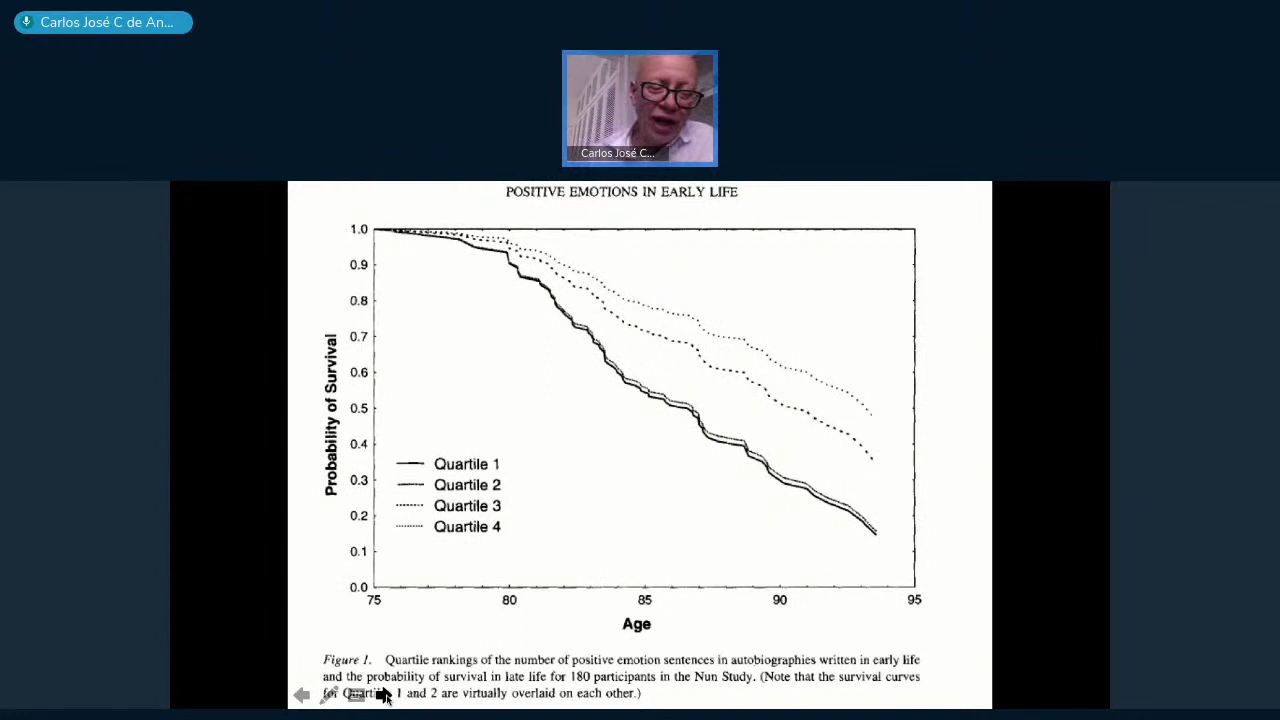 Carlos José C de An...
Carlos José C...
POSITIVE EMOTIONS IN EARLY LIFE
1.0
0.9
0.8
0.7
0.6
0.5
0.4
0.3
0.2
0.1
0.0
Probability of Survival
Quartile 1
Quartile 2
Quartile 3
Quartile 4
75 80 85 90 95
Age
Figure 1. Quartile rankings of the number of positive emotion sentences in autobiographies written in early life
and the probability of survival in late life for 180 participants in the Nun Study. (Note that the survival curves
for Quartiles 1 and 2 are virtually overlaid on each other.)